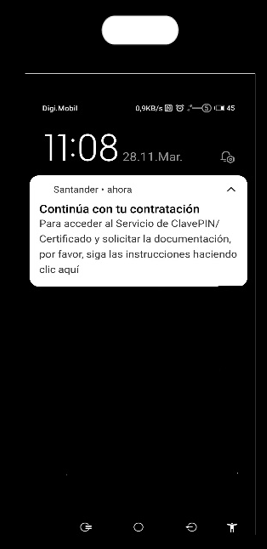 Digi.Mobil 0,9KB/s 45
11:08 28.11.Mar.
Santander • ahora
Continúa con tu contratación
Para acceder al Servicio de ClavePIN/
Certificado y solicitar la documentación,
por favor, siga las instrucciones haciendo
clic aquí